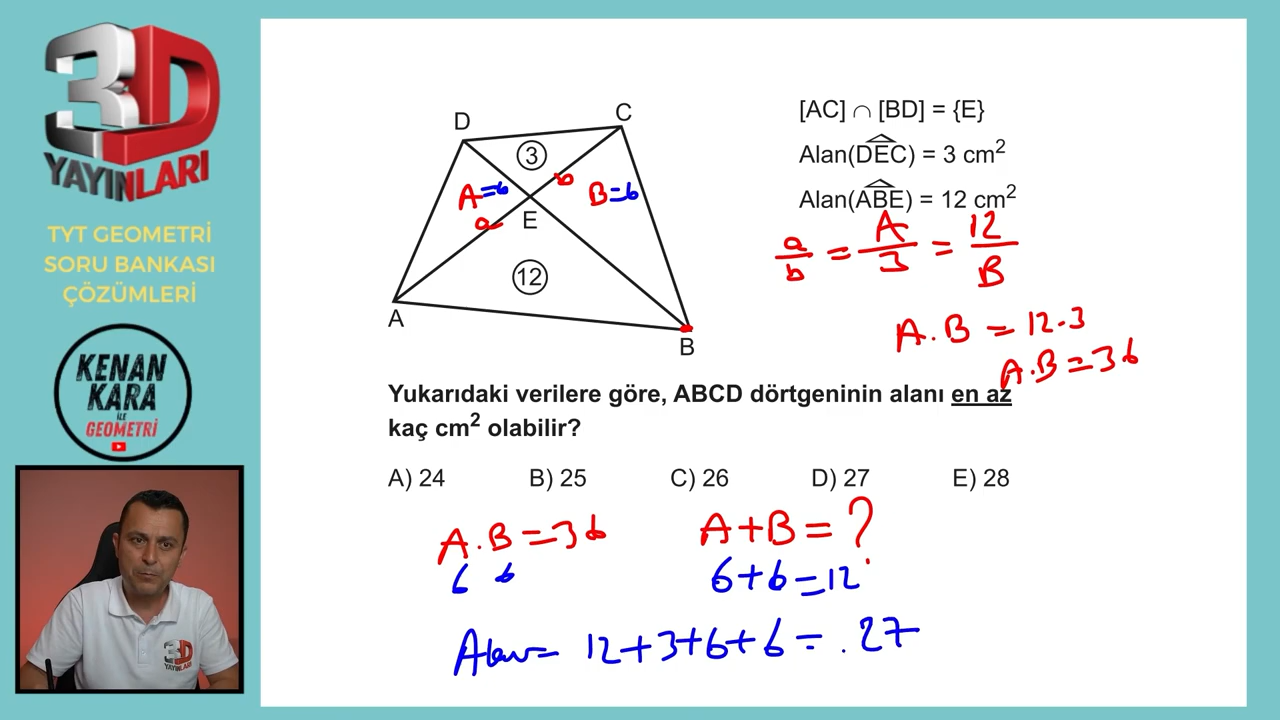 3D
YAYINLARI
TYT GEOMETRİ
SORU BANKASI
ÇÖZÜMLERİ
KENAN
KARA
İLE
GEOMETRİ
3D
YAYINLARI
D
C
3
A=6
b
B=6
a
E
12
A
B
[AC] ∩ [BD] = {E}
Alan(DEC) = 3 cm²
Alan(ABE) = 12 cm²
a/b = A/3 = 12/B
A.B = 12.3
A.B = 36
Yukarıdaki verilere göre, ABCD dörtgeninin alanı en az
kaç cm² olabilir?
A) 24 B) 25 C) 26 D) 27 E) 28
A.B = 36 A+B = ?
6 6 6+6=12
Alan= 12+3+6+6 = .27